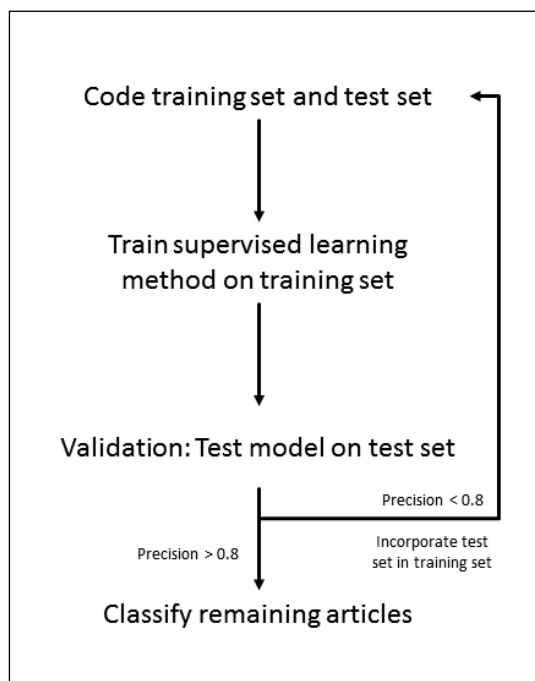 Code training set and test set
Train supervised learning
method on training set
Validation: Test model on test set
Precision < 0.8
Incorporate test
set in training set
Precision > 0.8
Classify remaining articles